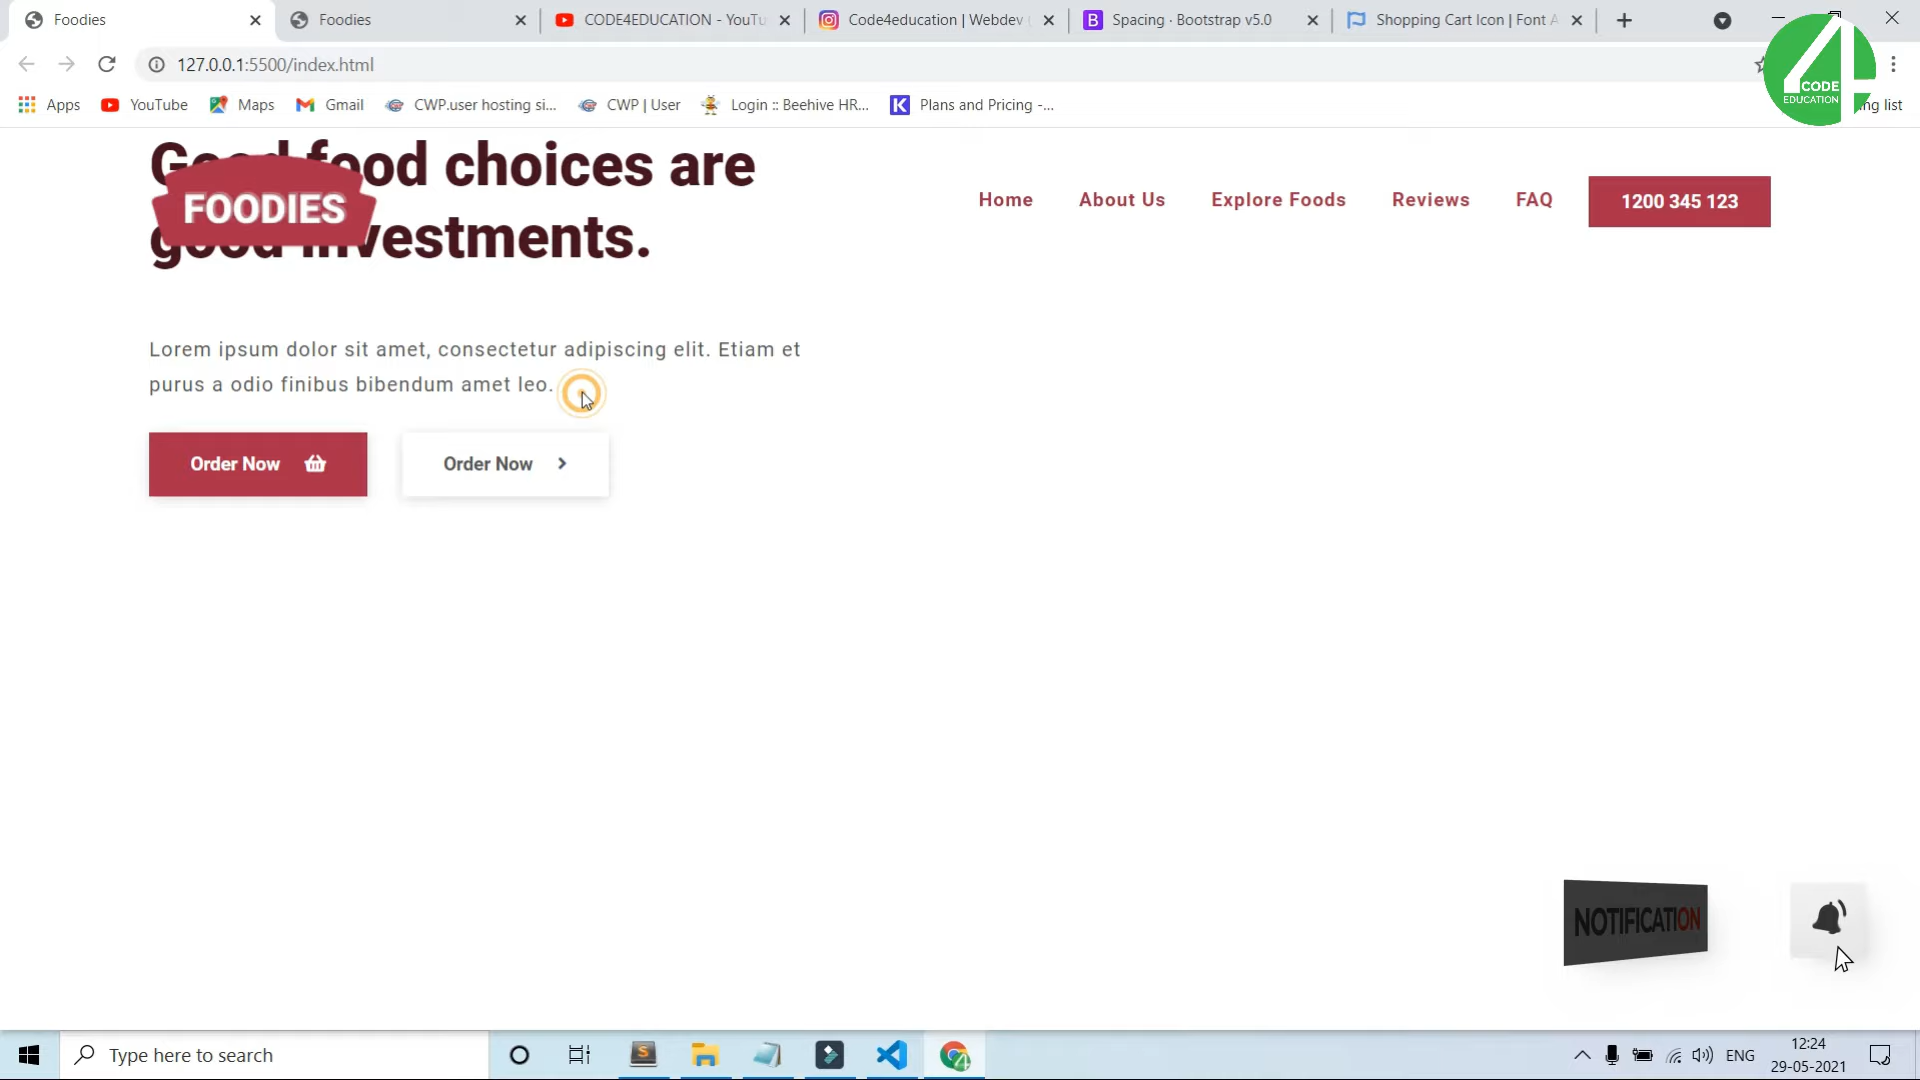 Foodies
Foodies
CODE4EDUCATION - YouTu
Code4education | Webdev (
Spacing · Bootstrap v5.0
Shopping Cart Icon | Font A
127.0.0.1:5500/index.html
4 CODE EDUCATION
Apps
YouTube
Maps
Gmail
CWP.user hosting si...
CWP | User
Login :: Beehive HR...
Plans and Pricing -...
ng list
Good food choices are
good investments.
FOODIES
Home
About Us
Explore Foods
Reviews
FAQ
1200 345 123
Lorem ipsum dolor sit amet, consectetur adipiscing elit. Etiam et
purus a odio finibus bibendum amet leo.
Order Now
Order Now
NOTIFICATION
Type here to search
ENG
12:24
29-05-2021